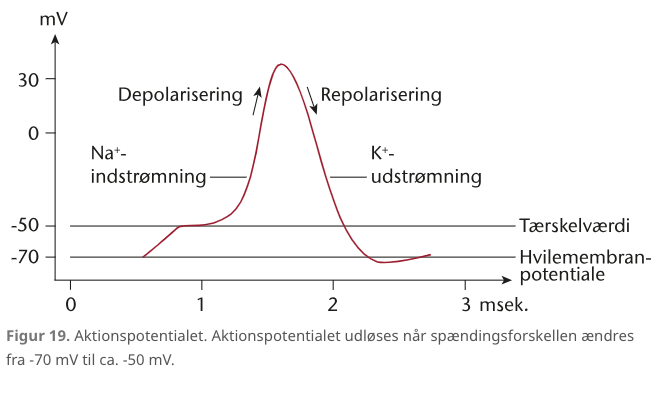 mV
30
Depolarisering
Repolarisering
0
Na⁺-
indstrømning
K⁺-
udstrømning
-50
Tærskelværdi
-70
Hvilemembran-
potentiale
0 1 2 3 msek.
Figur 19. Aktionspotentialet. Aktionspotentialet udløses når spændingsforskellen ændres
fra -70 mV til ca. -50 mV.